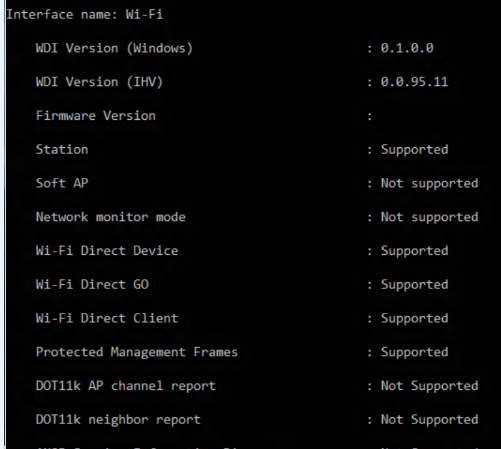 Interface name: Wi-Fi
WDI Version (Windows) : 0.1.0.0
WDI Version (IHV) : 0.0.95.11
Firmware Version :
Station : Supported
Soft AP : Not supported
Network monitor mode : Not supported
Wi-Fi Direct Device : Supported
Wi-Fi Direct GO : Supported
Wi-Fi Direct Client : Supported
Protected Management Frames : Supported
DOT11k AP channel report : Not Supported
DOT11k neighbor report : Not Supported